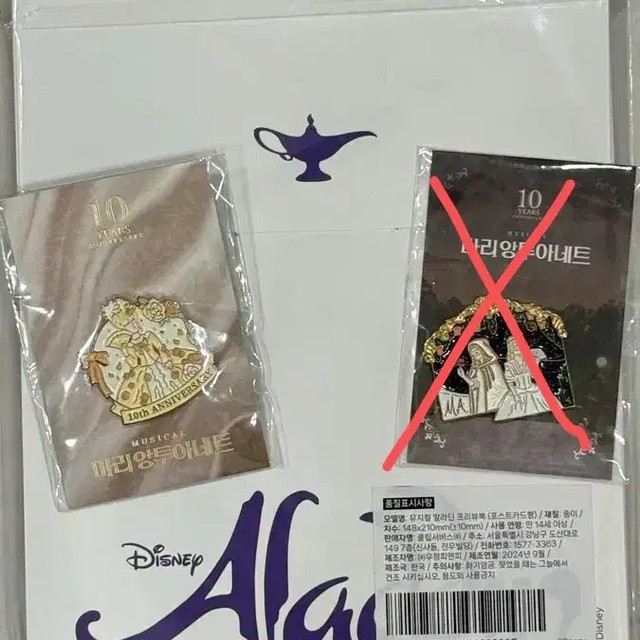 10
YEARS
ANNIVERSARY
10th ANNIVERSARY
MUSICAL
마리 앙투아네트
10
YEARS
ANNIVERSARY
MUSICAL
마리 앙투아네트
MA
Disney
Alad
품질표시사항
모델명: 뮤지컬 알라딘 프리뷰북 (포스트카드형) / 재질: 종이
치수: 148x210mm(±10mm) / 사용 연령: 만 14세 이상
판매자명: 클립서비스㈜ / 주소: 서울특별시 강남구 도산대로
149 7층(신사동, 진우빌딩) / 전화번호: 1577-3363
제조자명: ㈜우정피앤피 / 제조연월: 2024년 9월
제조국: 한국 / 주의사항: 화기엄금, 젖었을 때는 그늘에서
건조 시키십시오, 용도외 사용금지
Disney